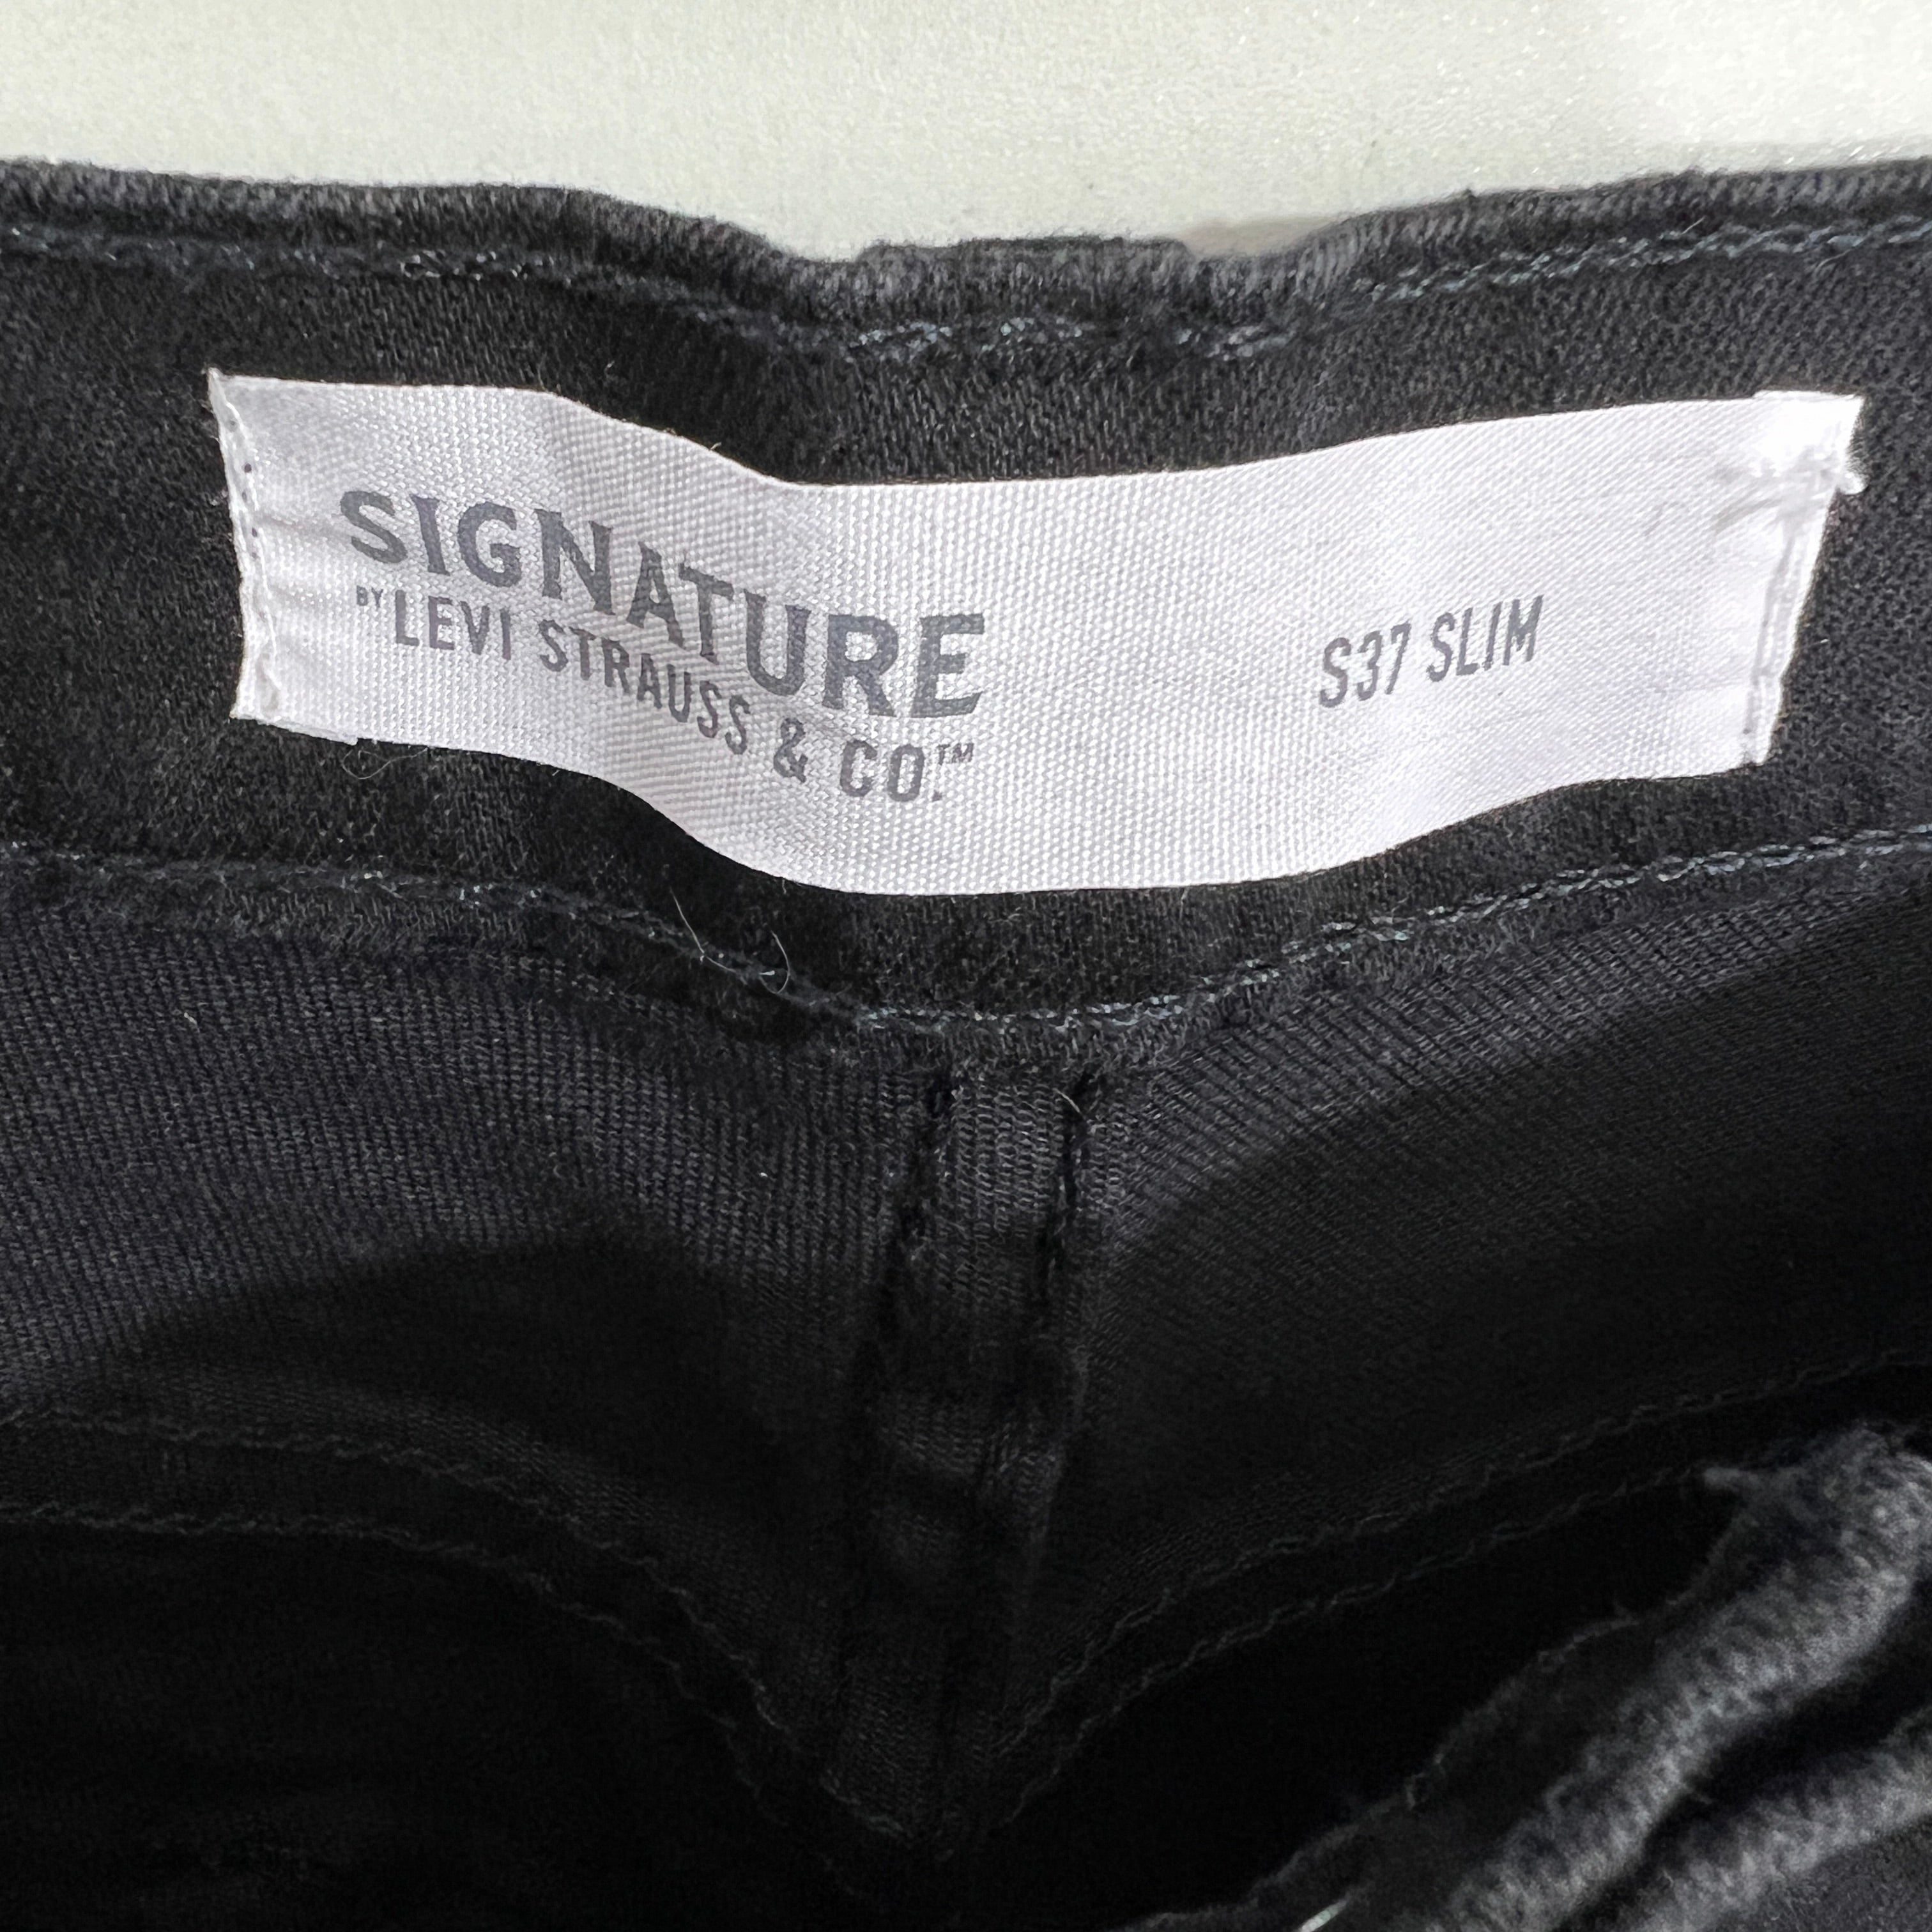 SIGNATURE
BY LEVI STRAUSS & CO.™
S37 SLIM